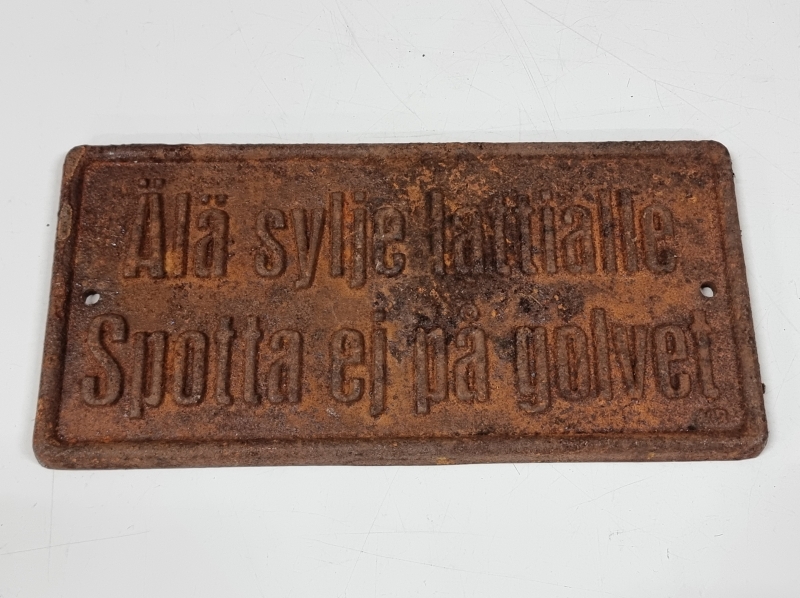 Älä sylje lattialle
Spotta ej på golvet